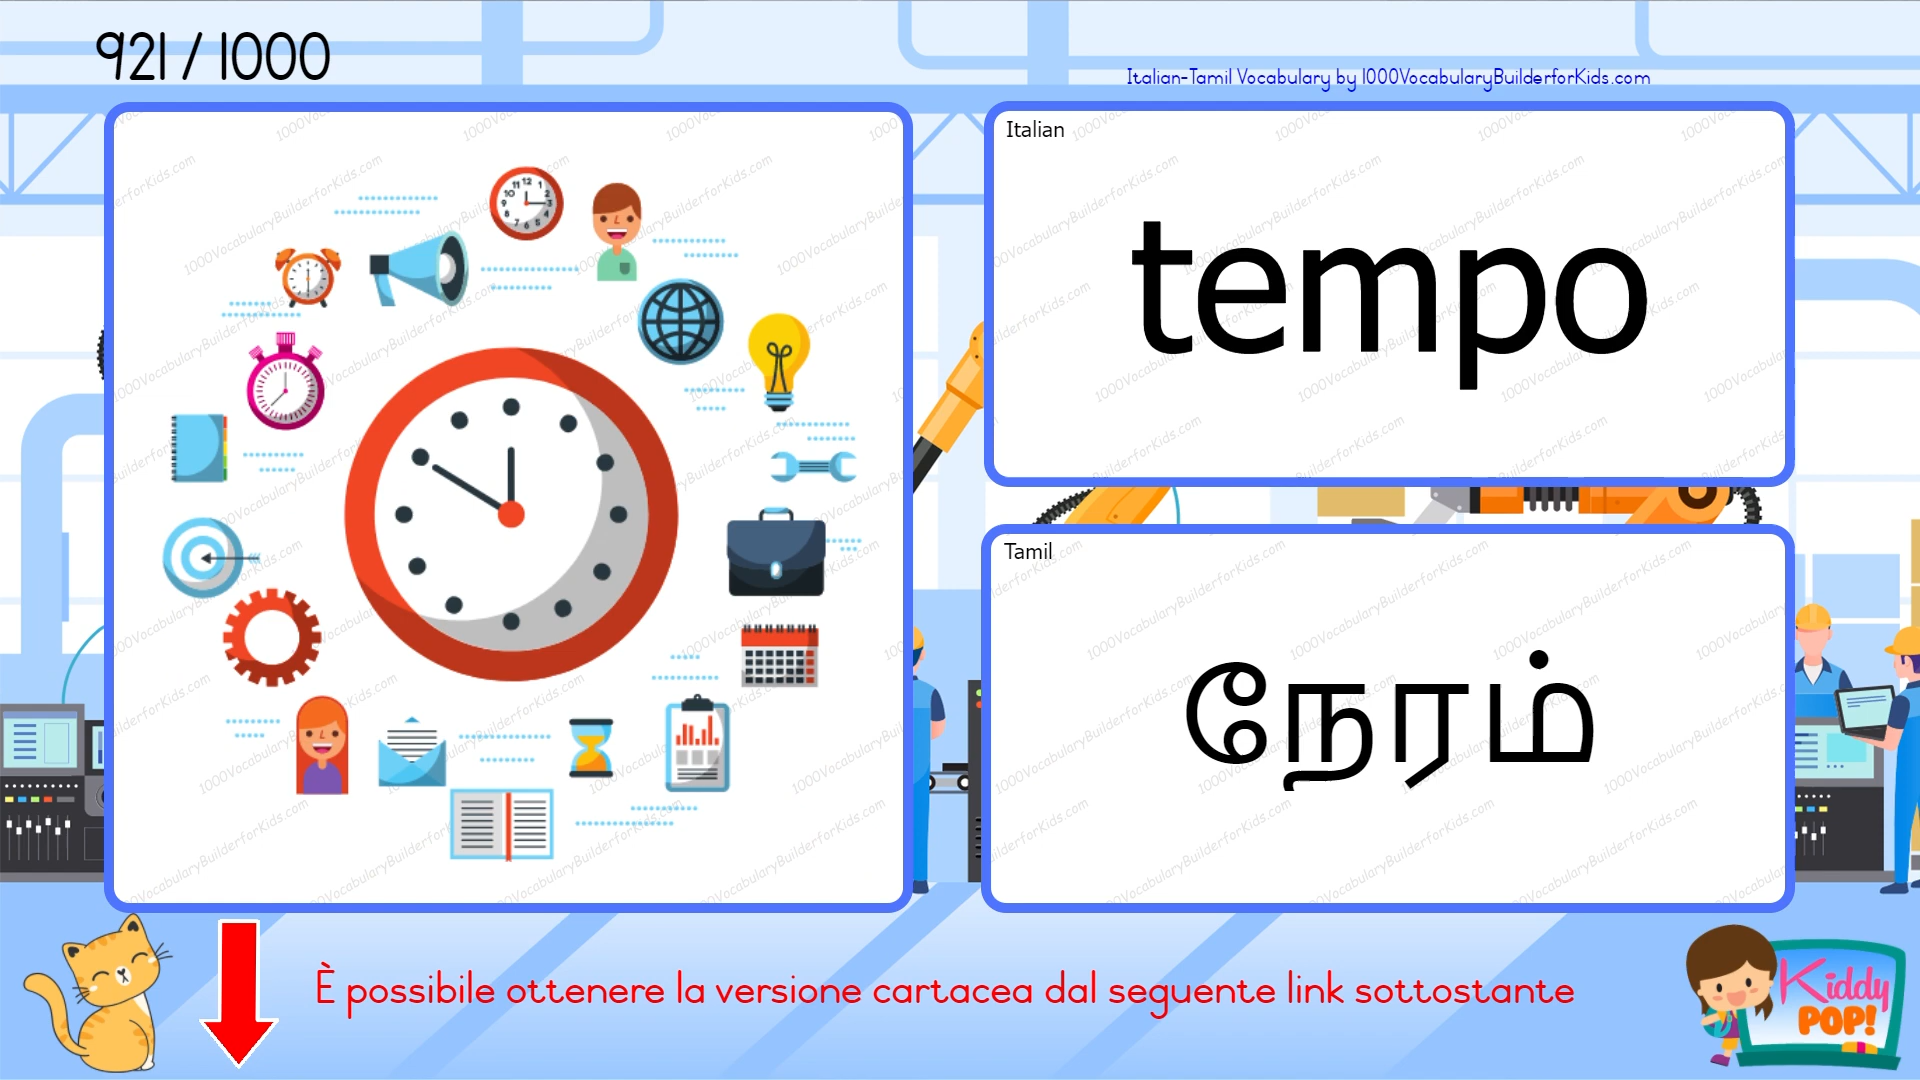 921 / 1000
Italian-Tamil Vocabulary by 1000VocabularyBuilderforKids.com
Italian
tempo
Tamil
நேரம்
È possibile ottenere la versione cartacea dal seguente link sottostante
Kiddy
POP!